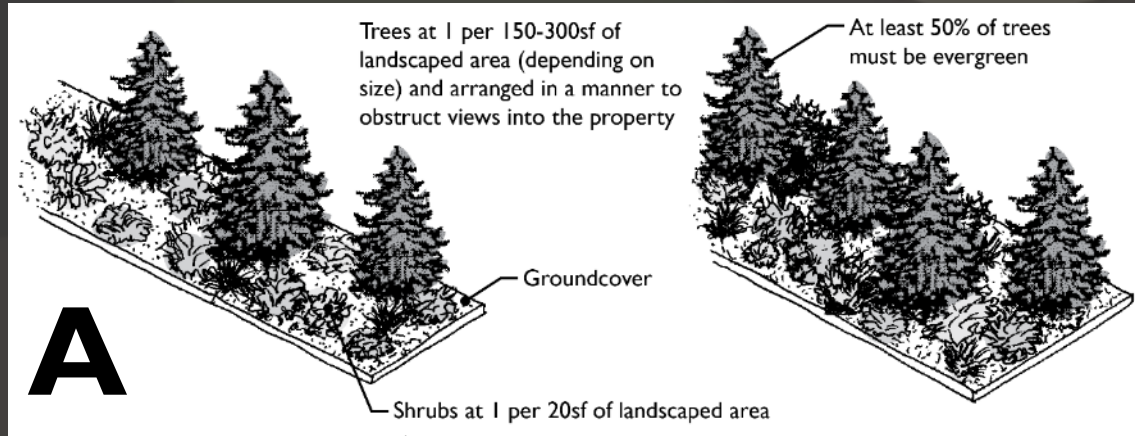 Trees at 1 per 150-300sf of
landscaped area (depending on
size) and arranged in a manner to
obstruct views into the property
At least 50% of trees
must be evergreen
Groundcover
A
Shrubs at 1 per 20sf of landscaped area